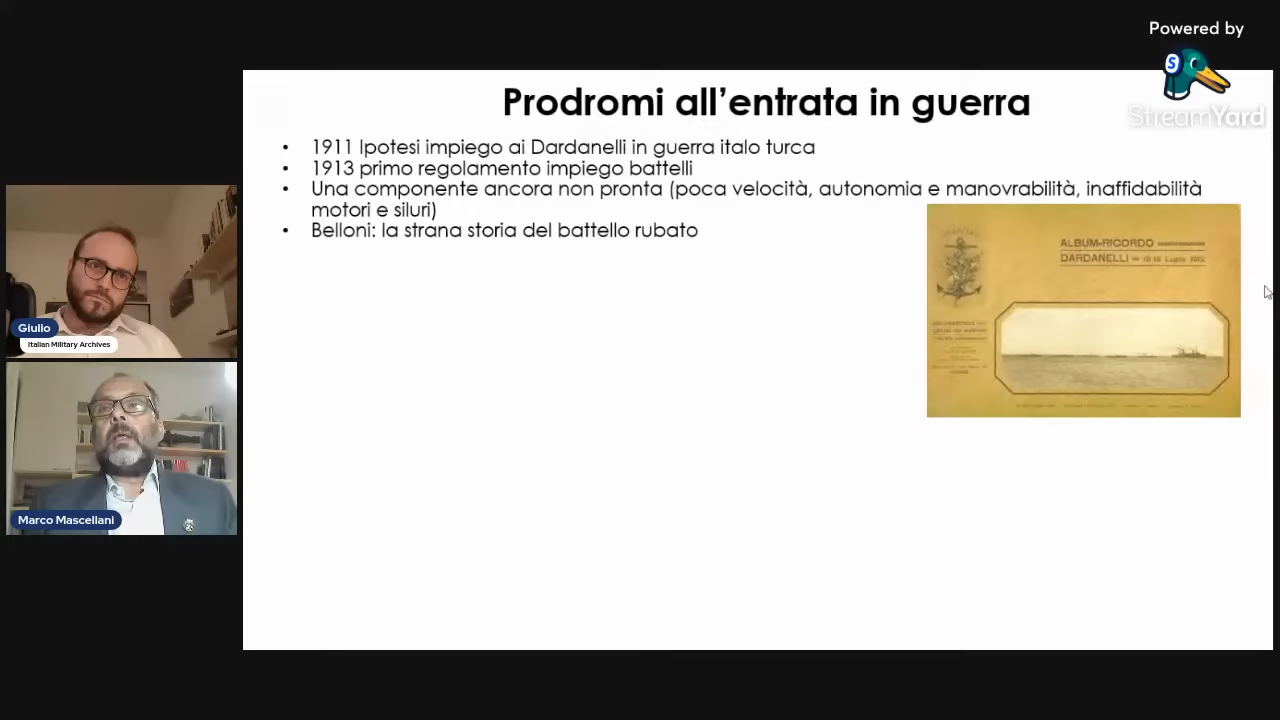 Powered by
StreamYard
Prodromi all’entrata in guerra
• 1911 Ipotesi impiego ai Dardanelli in guerra italo turca
• 1913 primo regolamento impiego battelli
• Una componente ancora non pronta (poca velocità, autonomia e manovrabilità, inaffidabilità
motori e siluri)
• Belloni: la strana storia del battello rubato
ALBUM-RICORDO
DARDANELLI
Giulio
Italian Military Archives
Marco Mascellani